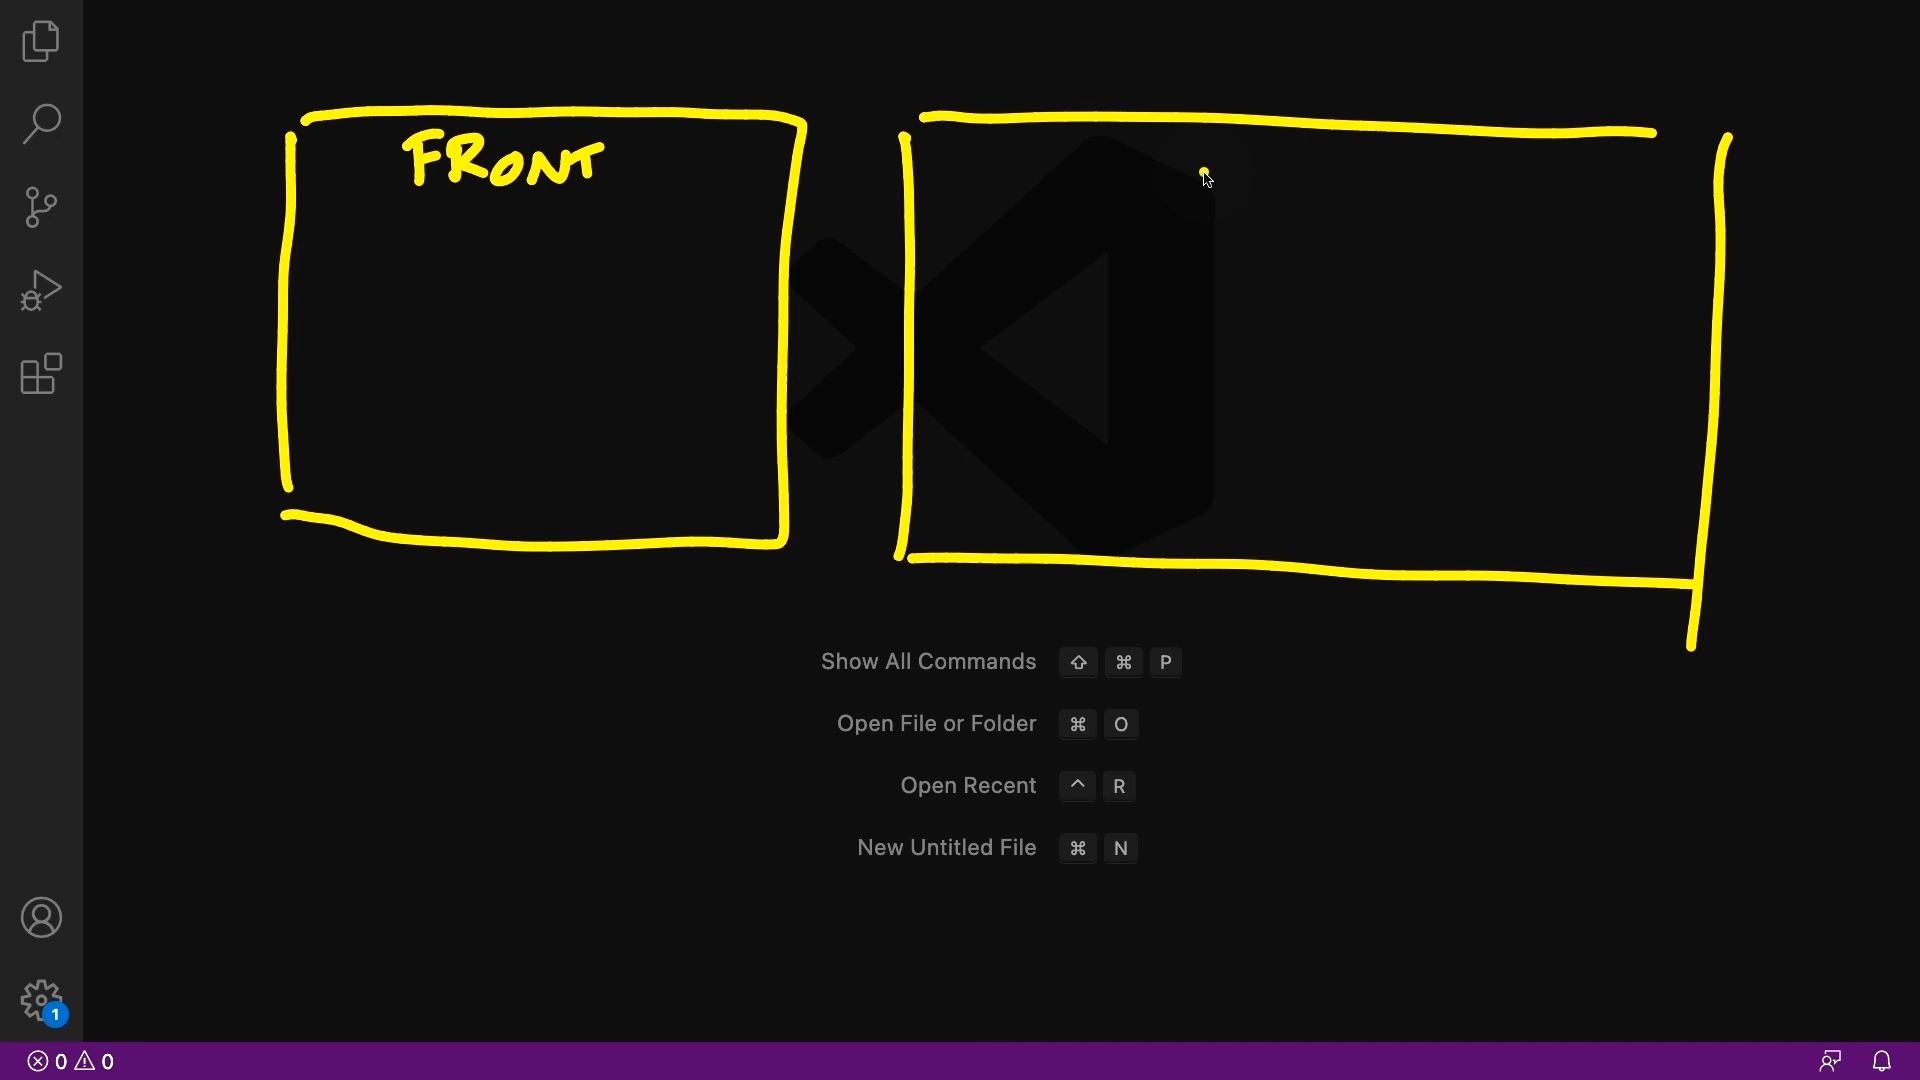 FRONT
Show All Commands ⇧ ⌘ P
Open File or Folder ⌘ O
Open Recent ^ R
New Untitled File ⌘ N
1
0 0